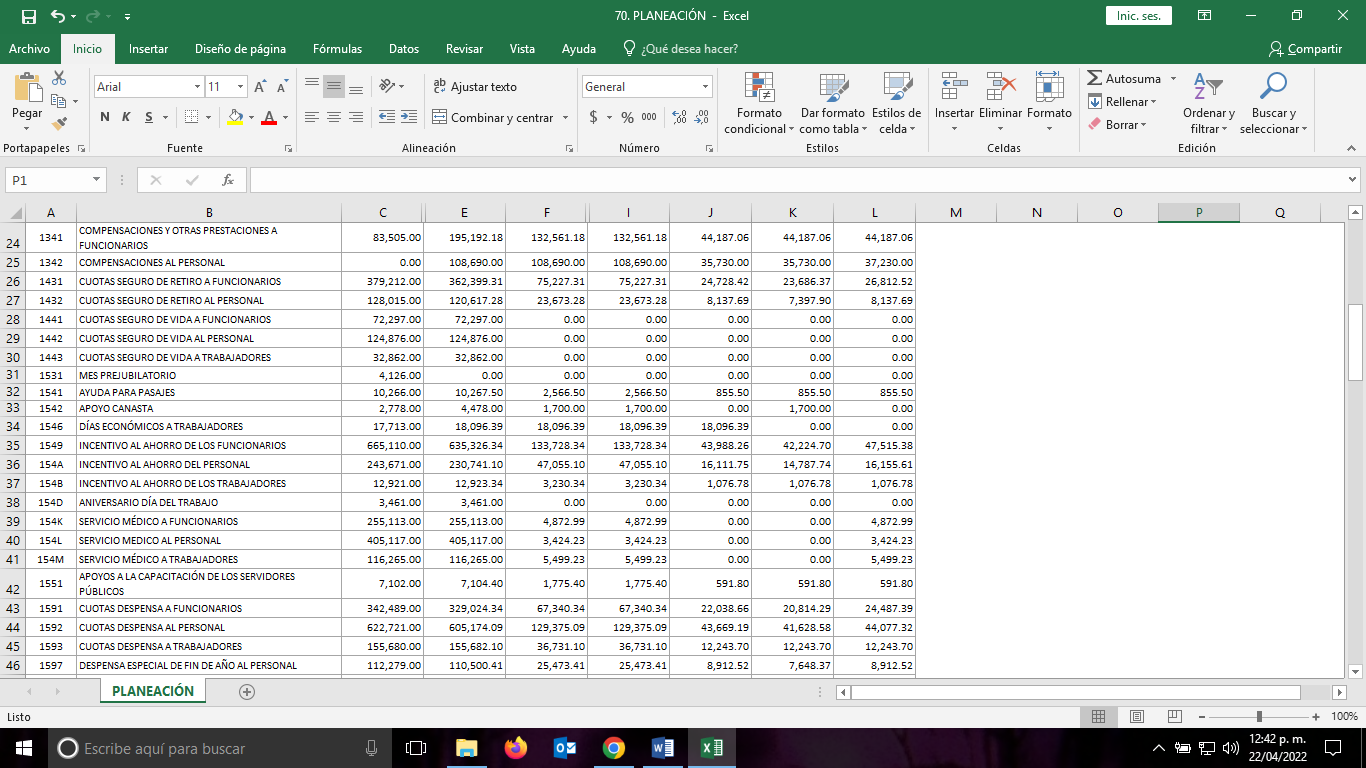 70. PLANEACIÓN - Excel
Inic. ses.
Archivo Inicio Insertar Diseño de página Fórmulas Datos Revisar Vista Ayuda ¿Qué desea hacer? Compartir
Pegar
Portapapeles
Arial 11
N K S
Fuente
Ajustar texto
Combinar y centrar
Alineación
General
$ % 000
Número
Formato condicional
Dar formato como tabla
Estilos de celda
Estilos
Insertar Eliminar Formato
Celdas
Autosuma
Rellenar
Borrar
Ordenar y filtrar
Buscar y seleccionar
Edición
P1 fx
A B C E F I J K L M N O P Q
24 1341 COMPENSACIONES Y OTRAS PRESTACIONES A FUNCIONARIOS 83,505.00 195,192.18 132,561.18 132,561.18 44,187.06 44,187.06 44,187.06
25 1342 COMPENSACIONES AL PERSONAL 0.00 108,690.00 108,690.00 108,690.00 35,730.00 35,730.00 37,230.00
26 1431 CUOTAS SEGURO DE RETIRO A FUNCIONARIOS 379,212.00 362,399.31 75,227.31 75,227.31 24,728.42 23,686.37 26,812.52
27 1432 CUOTAS SEGURO DE RETIRO AL PERSONAL 128,015.00 120,617.28 23,673.28 23,673.28 8,137.69 7,397.90 8,137.69
28 1441 CUOTAS SEGURO DE VIDA A FUNCIONARIOS 72,297.00 72,297.00 0.00 0.00 0.00 0.00 0.00
29 1442 CUOTAS SEGURO DE VIDA AL PERSONAL 124,876.00 124,876.00 0.00 0.00 0.00 0.00 0.00
30 1443 CUOTAS SEGURO DE VIDA A TRABAJADORES 32,862.00 32,862.00 0.00 0.00 0.00 0.00 0.00
31 1531 MES PREJUBILATORIO 4,126.00 0.00 0.00 0.00 0.00 0.00 0.00
32 1541 AYUDA PARA PASAJES 10,266.00 10,267.50 2,566.50 2,566.50 855.50 855.50 855.50
33 1542 APOYO CANASTA 2,778.00 4,478.00 1,700.00 1,700.00 0.00 1,700.00 0.00
34 1546 DÍAS ECONÓMICOS A TRABAJADORES 17,713.00 18,096.39 18,096.39 18,096.39 18,096.39 0.00 0.00
35 1549 INCENTIVO AL AHORRO DE LOS FUNCIONARIOS 665,110.00 635,326.34 133,728.34 133,728.34 43,988.26 42,224.70 47,515.38
36 154A INCENTIVO AL AHORRO DEL PERSONAL 243,671.00 230,741.10 47,055.10 47,055.10 16,111.75 14,787.74 16,155.61
37 154B INCENTIVO AL AHORRO DE LOS TRABAJADORES 12,921.00 12,923.34 3,230.34 3,230.34 1,076.78 1,076.78 1,076.78
38 154D ANIVERSARIO DÍA DEL TRABAJO 3,461.00 3,461.00 0.00 0.00 0.00 0.00 0.00
39 154K SERVICIO MÉDICO A FUNCIONARIOS 255,113.00 255,113.00 4,872.99 4,872.99 0.00 0.00 4,872.99
40 154L SERVICIO MEDICO AL PERSONAL 405,117.00 405,117.00 3,424.23 3,424.23 0.00 0.00 3,424.23
41 154M SERVICIO MÉDICO A TRABAJADORES 116,265.00 116,265.00 5,499.23 5,499.23 0.00 0.00 5,499.23
42 1551 APOYOS A LA CAPACITACIÓN DE LOS SERVIDORES PÚBLICOS 7,102.00 7,104.40 1,775.40 1,775.40 591.80 591.80 591.80
43 1591 CUOTAS DESPENSA A FUNCIONARIOS 342,489.00 329,024.34 67,340.34 67,340.34 22,038.66 20,814.29 24,487.39
44 1592 CUOTAS DESPENSA AL PERSONAL 622,721.00 605,174.09 129,375.09 129,375.09 43,669.19 41,628.58 44,077.32
45 1593 CUOTAS DESPENSA A TRABAJADORES 155,680.00 155,682.10 36,731.10 36,731.10 12,243.70 12,243.70 12,243.70
46 1597 DESPENSA ESPECIAL DE FIN DE AÑO AL PERSONAL 112,279.00 110,500.41 25,473.41 25,473.41 8,912.52 7,648.37 8,912.52
PLANEACIÓN
Listo 100%
Escribe aquí para buscar
12:42 p. m.
22/04/2022